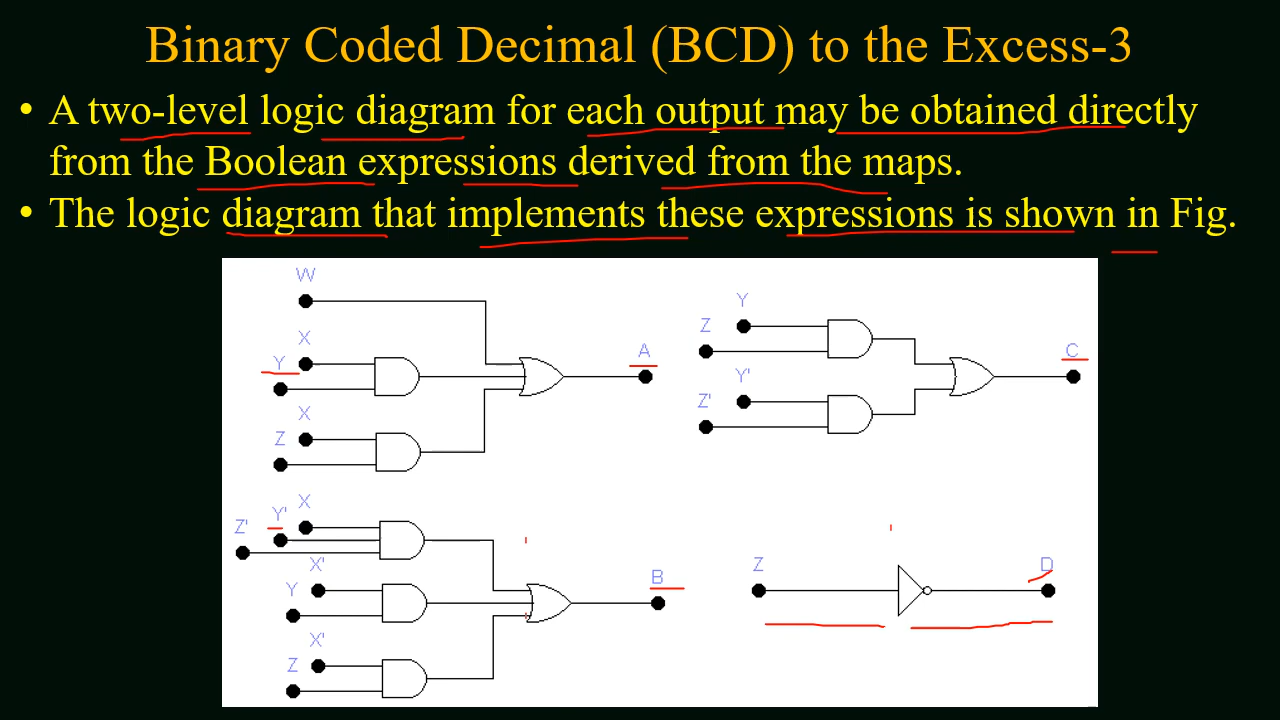 Binary Coded Decimal (BCD) to the Excess-3
• A two-level logic diagram for each output may be obtained directly
from the Boolean expressions derived from the maps.
• The logic diagram that implements these expressions is shown in Fig.
W
X
Y
A
X
Z
Y
Z
C
Y'
Z'
X
Y'
Z'
X'
Y
B
X'
Z
Z
D